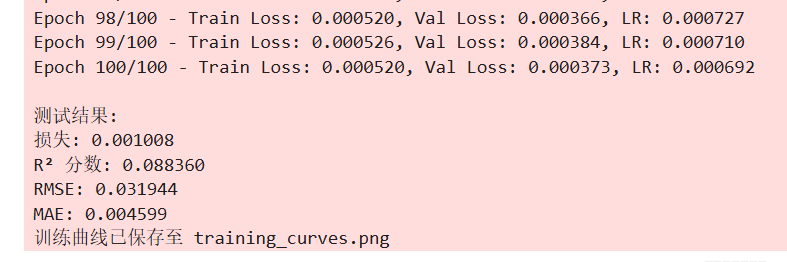 Epoch 98/100 - Train Loss: 0.000520, Val Loss: 0.000366, LR: 0.000727
Epoch 99/100 - Train Loss: 0.000526, Val Loss: 0.000384, LR: 0.000710
Epoch 100/100 - Train Loss: 0.000520, Val Loss: 0.000373, LR: 0.000692
测试结果:
损失: 0.001008
R² 分数: 0.088360
RMSE: 0.031944
MAE: 0.004599
训练曲线已保存至 training_curves.png